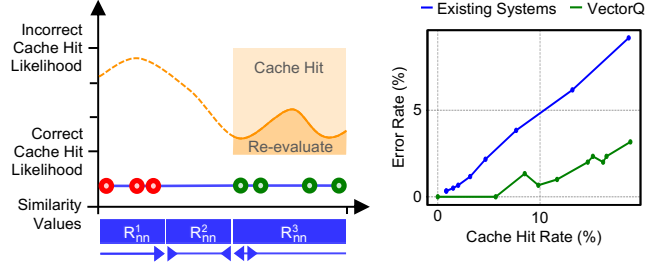 Incorrect
Cache Hit
Likelihood
Cache Hit
Re-evaluate
Correct
Cache Hit
Likelihood
Similarity
Values
R¹nn R²nn R³nn
Existing Systems VectorQ
Error Rate (%)
5
0
0 10
Cache Hit Rate (%)